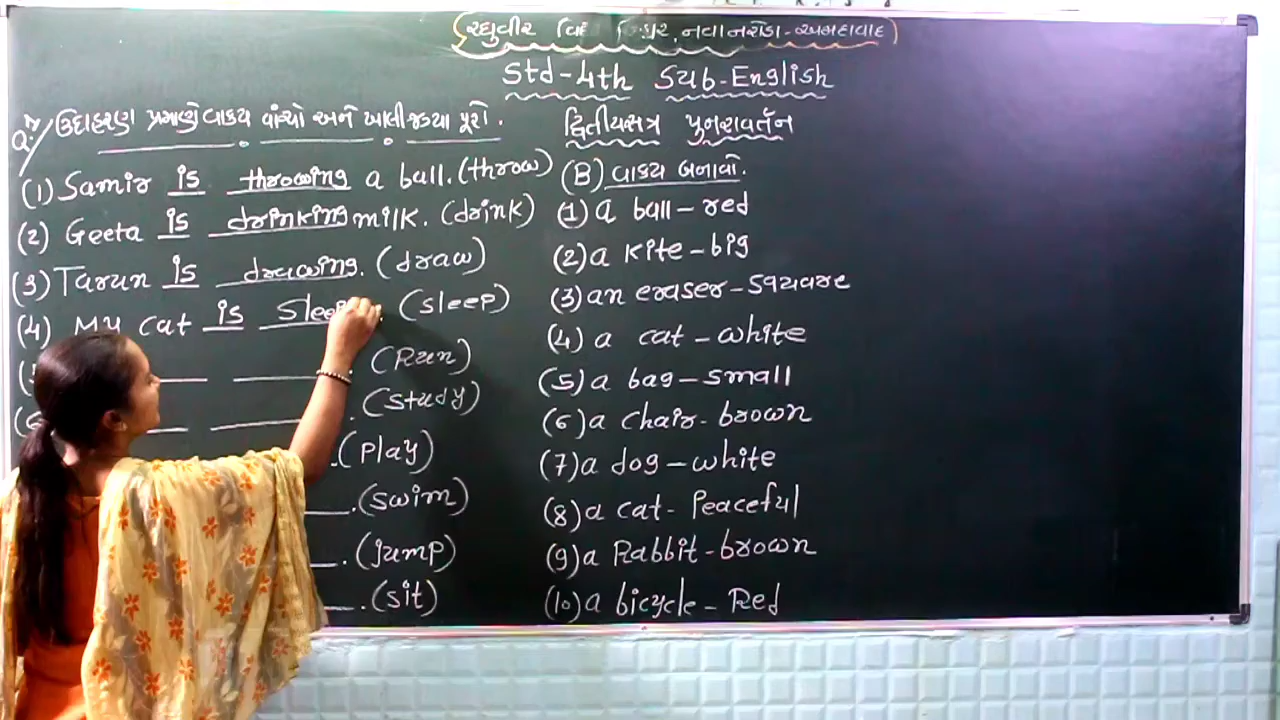 રઘુવીર વિદ્ય વિહાર, નવાનરોડા-અમદાવાદ
Std-4th Sub-English
Q. ઉદાહરણ પ્રમાણે વાક્ય વાંચો અને ખાલી જગ્યા પૂરો.
(1) Samir is throwing a ball. (throw)
(2) Geeta is drinking milk. (drink)
(3) Tarun is drawing. (draw)
(4) My cat is Sleep . (sleep)
. (Run)
. (study)
. (play)
. (swim)
. (jump)
. (sit)
દ્વિતીયસત્ર પુનરાવર્તન
(B) વાક્ય બનાવો.
(1) a ball - red
(2) a kite - big
(3) an eraser - square
(4) a cat - white
(5) a bag - small
(6) a chair - brown
(7) a dog - white
(8) a cat - Peaceful
(9) a Rabbit - brown
(10) a bicycle - Red